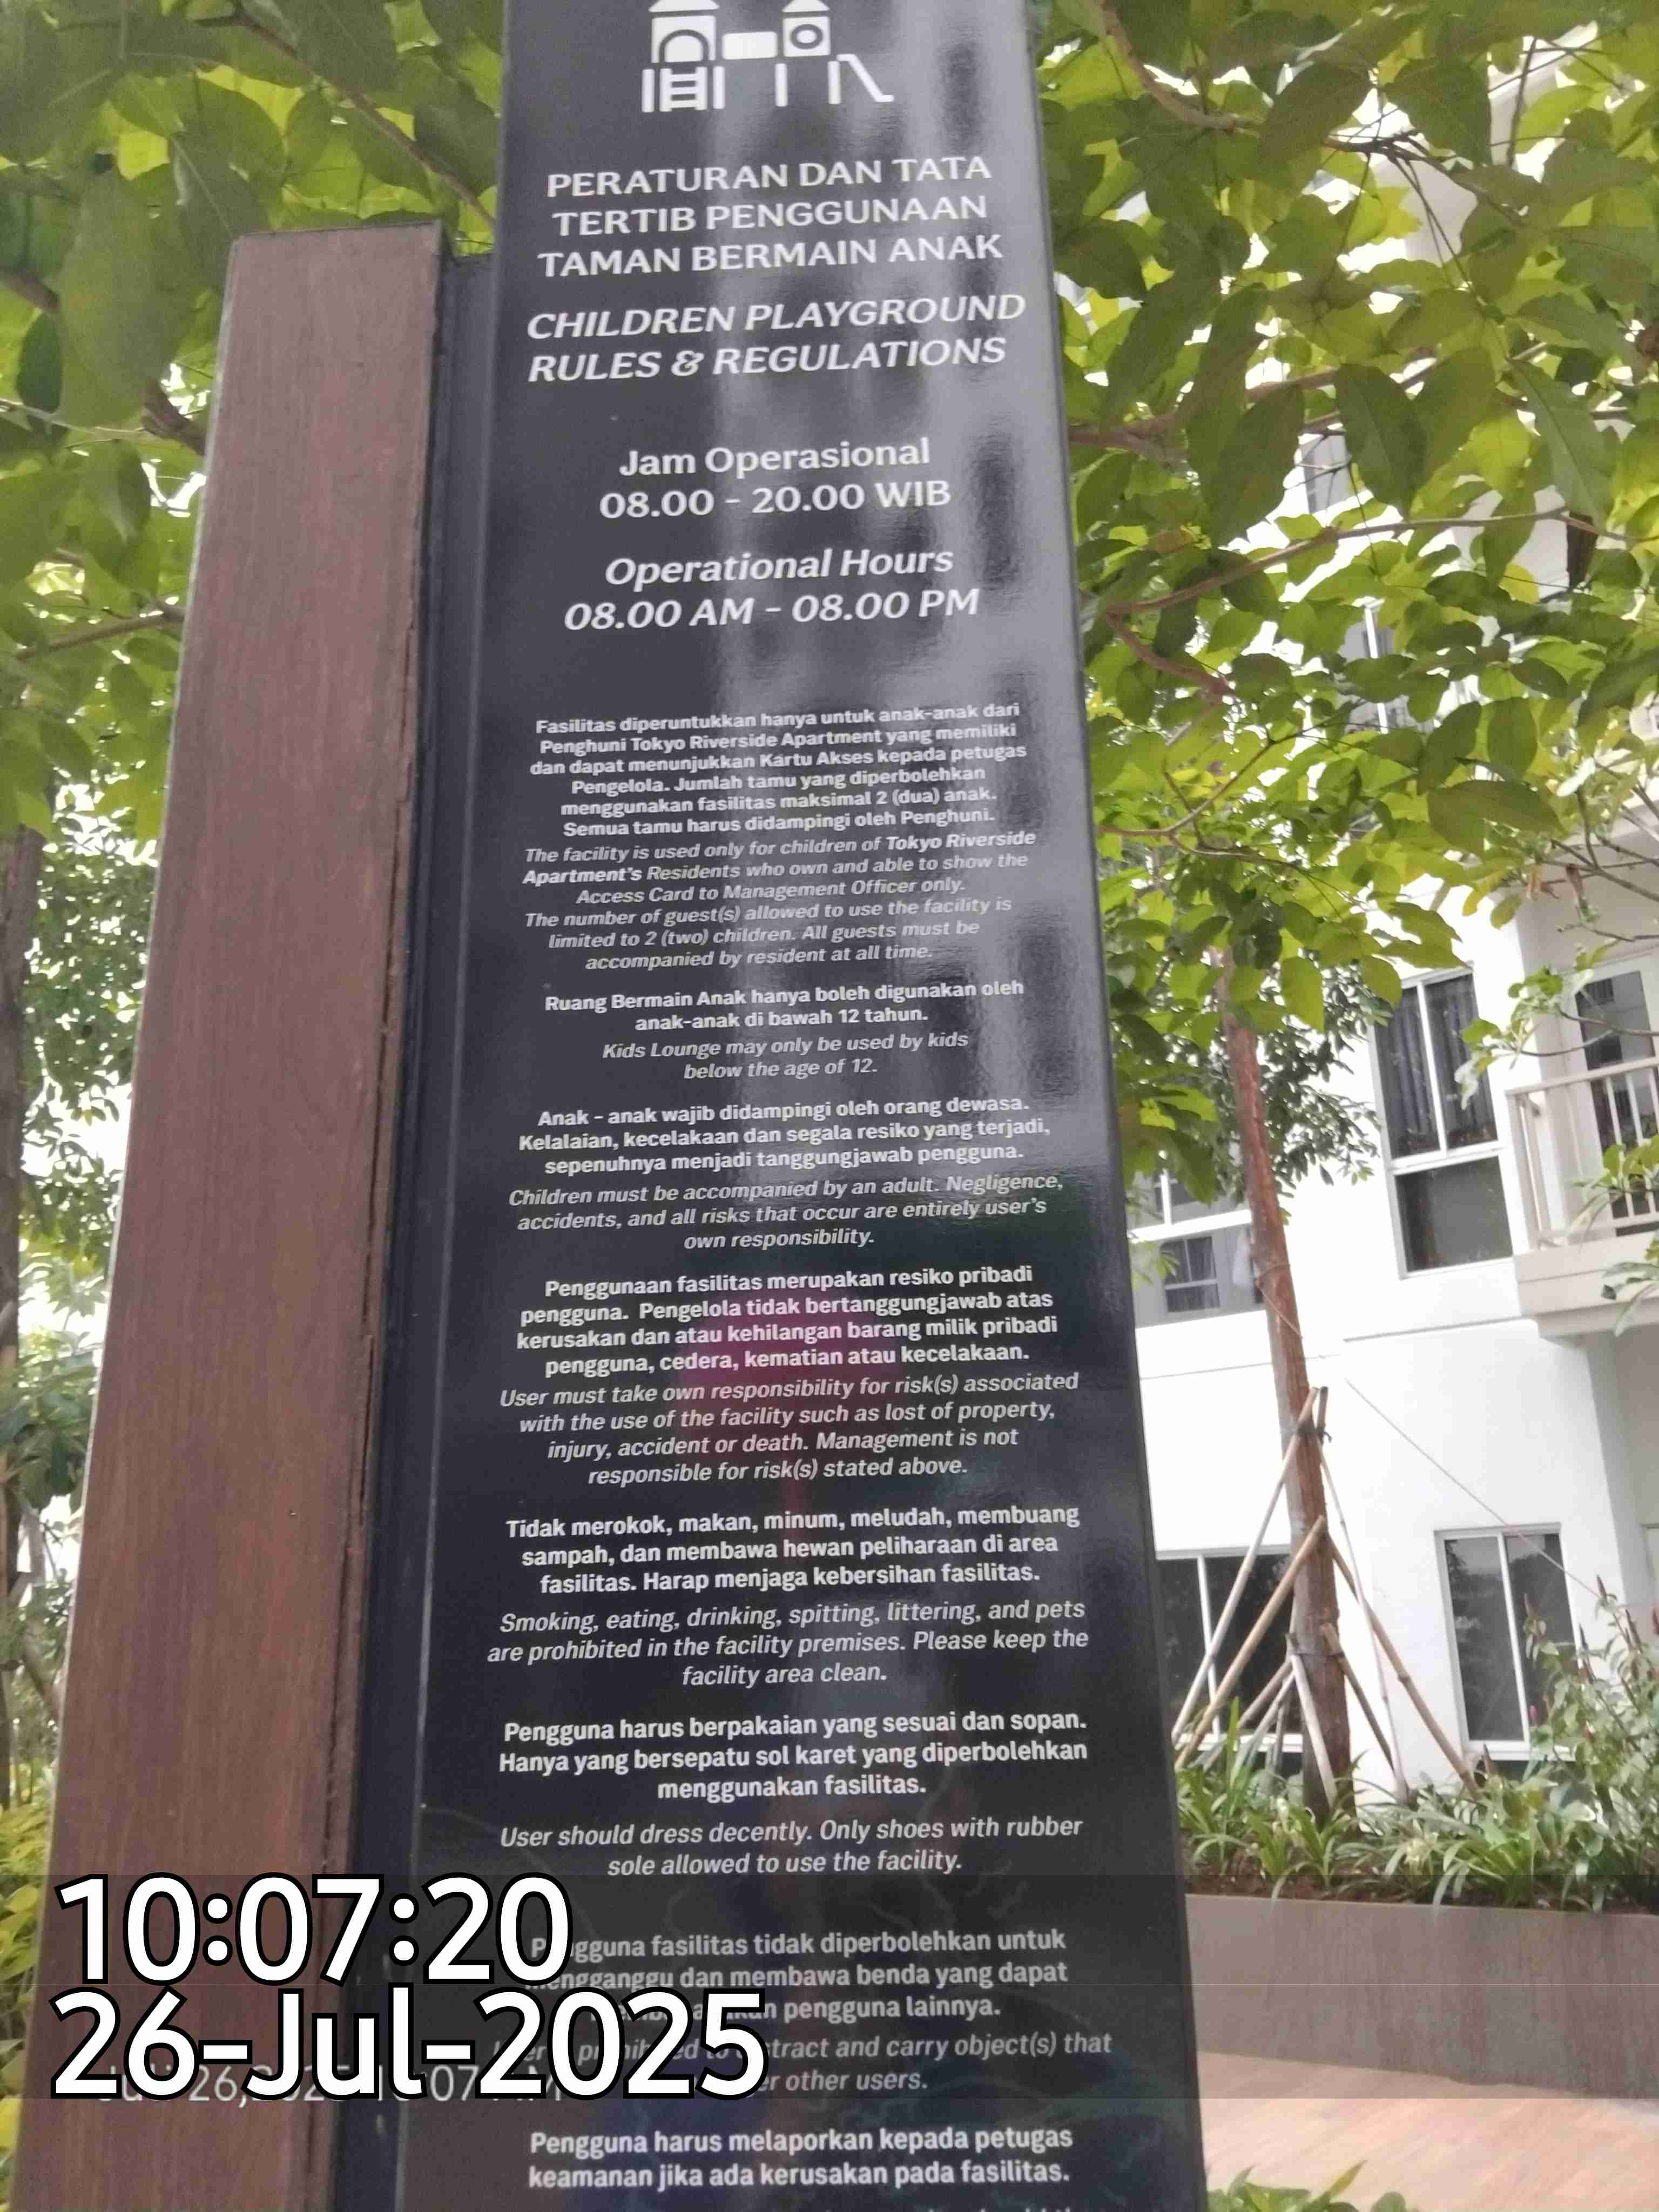 PERATURAN DAN TATA
TERTIB PENGGUNAAN
TAMAN BERMAIN ANAK
CHILDREN PLAYGROUND
RULES & REGULATIONS
Jam Operasional
08.00 - 20.00 WIB
Operational Hours
08.00 AM - 08.00 PM
Fasilitas diperuntukkan hanya untuk anak-anak dari
Penghuni Tokyo Riverside Apartment yang memiliki
dan dapat menunjukkan Kartu Akses kepada petugas
Pengelola. Jumlah tamu yang diperbolehkan
menggunakan fasilitas maksimal 2 (dua) anak.
Semua tamu harus didampingi oleh Penghuni.
The facility is used only for children of Tokyo Riverside
Apartment's Residents who own and able to show the
Access Card to Management Officer only.
The number of guest(s) allowed to use the facility is
limited to 2 (two) children. All guests must be
accompanied by resident at all time.
Ruang Bermain Anak hanya boleh digunakan oleh
anak-anak di bawah 12 tahun.
Kids Lounge may only be used by kids
below the age of 12.
Anak - anak wajib didampingi oleh orang dewasa.
Kelalaian, kecelakaan dan segala resiko yang terjadi,
sepenuhnya menjadi tanggungjawab pengguna.
Children must be accompanied by an adult. Negligence,
accidents, and all risks that occur are entirely user's
own responsibility.
Penggunaan fasilitas merupakan resiko pribadi
pengguna. Pengelola tidak bertanggungjawab atas
kerusakan dan atau kehilangan barang milik pribadi
pengguna, cedera, kematian atau kecelakaan.
User must take own responsibility for risk(s) associated
with the use of the facility such as lost of property,
injury, accident or death. Management is not
responsible for risk(s) stated above.
Tidak merokok, makan, minum, meludah, membuang
sampah, dan membawa hewan peliharaan di area
fasilitas. Harap menjaga kebersihan fasilitas.
Smoking, eating, drinking, spitting, littering, and pets
are prohibited in the facility premises. Please keep the
facility area clean.
Pengguna harus berpakaian yang sesuai dan sopan.
Hanya yang bersepatu sol karet yang diperbolehkan
menggunakan fasilitas.
User should dress decently. Only shoes with rubber
sole allowed to use the facility.
10:07:20
Pengguna fasilitas tidak diperbolehkan untuk
mengganggu dan membawa benda yang dapat
pengguna lainnya.
26-Jul-2025
and carry object(s) that
other users.
Pengguna harus melaporkan kepada petugas
keamanan jika ada kerusakan pada fasilitas.